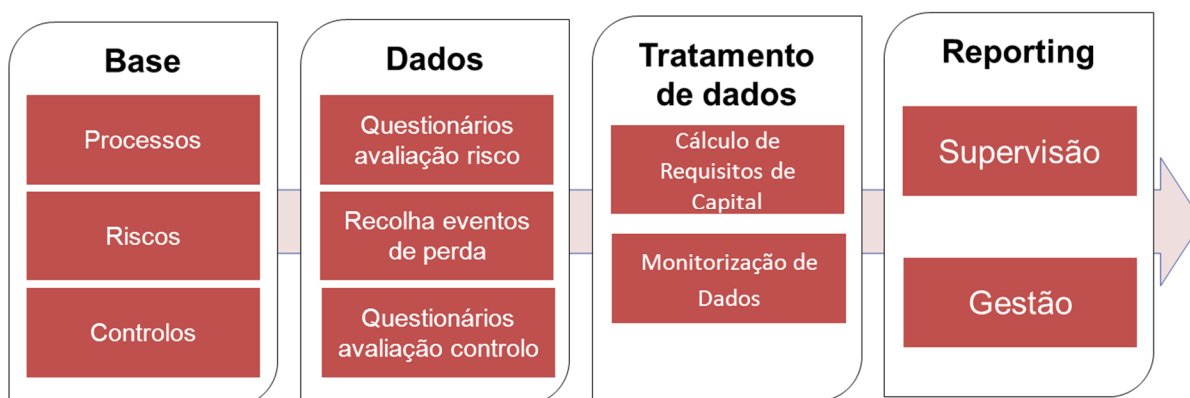 Base
Processos
Riscos
Controlos
Dados
Questionários
avaliação risco
Recolha eventos
de perda
Questionários
avaliação controlo
Tratamento
de dados
Cálculo de
Requisitos de
Capital
Monitorização de
Dados
Reporting
Supervisão
Gestão